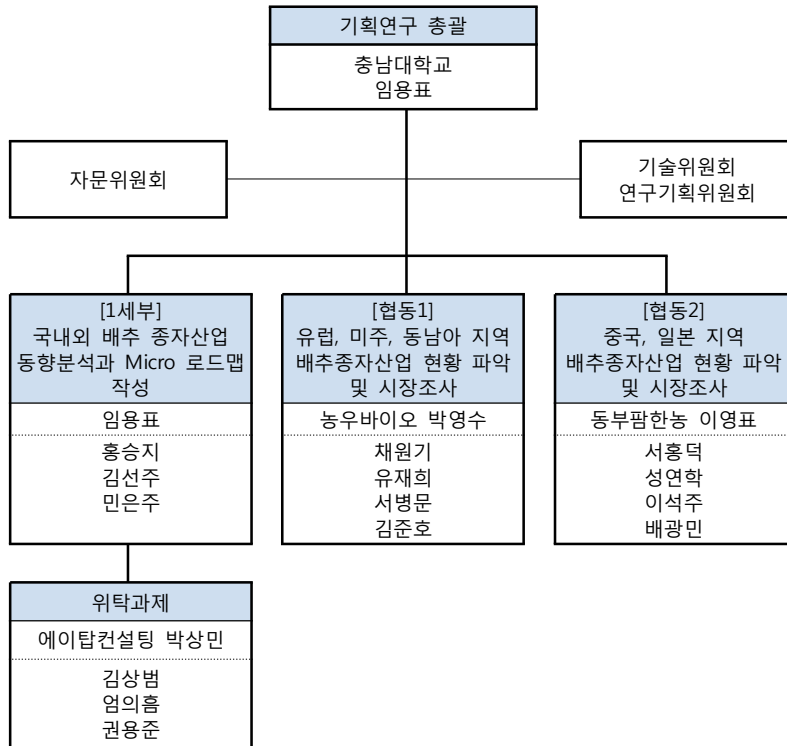 기획연구 총괄
충남대학교
임용표
자문위원회
기술위원회
연구기획위원회
[1세부]
국내외 배추 종자산업
동향분석과 Micro 로드맵
작성
임용표
홍승지
김선주
민은주
[협동1]
유럽, 미주, 동남아 지역
배추종자산업 현황 파악
및 시장조사
농우바이오 박영수
채원기
유재희
서병문
김준호
[협동2]
중국, 일본 지역
배추종자산업 현황 파악
및 시장조사
동부팜한농 이영표
서홍덕
성연학
이석주
배광민
위탁과제
에이탑컨설팅 박상민
김상범
엄의흠
권용준